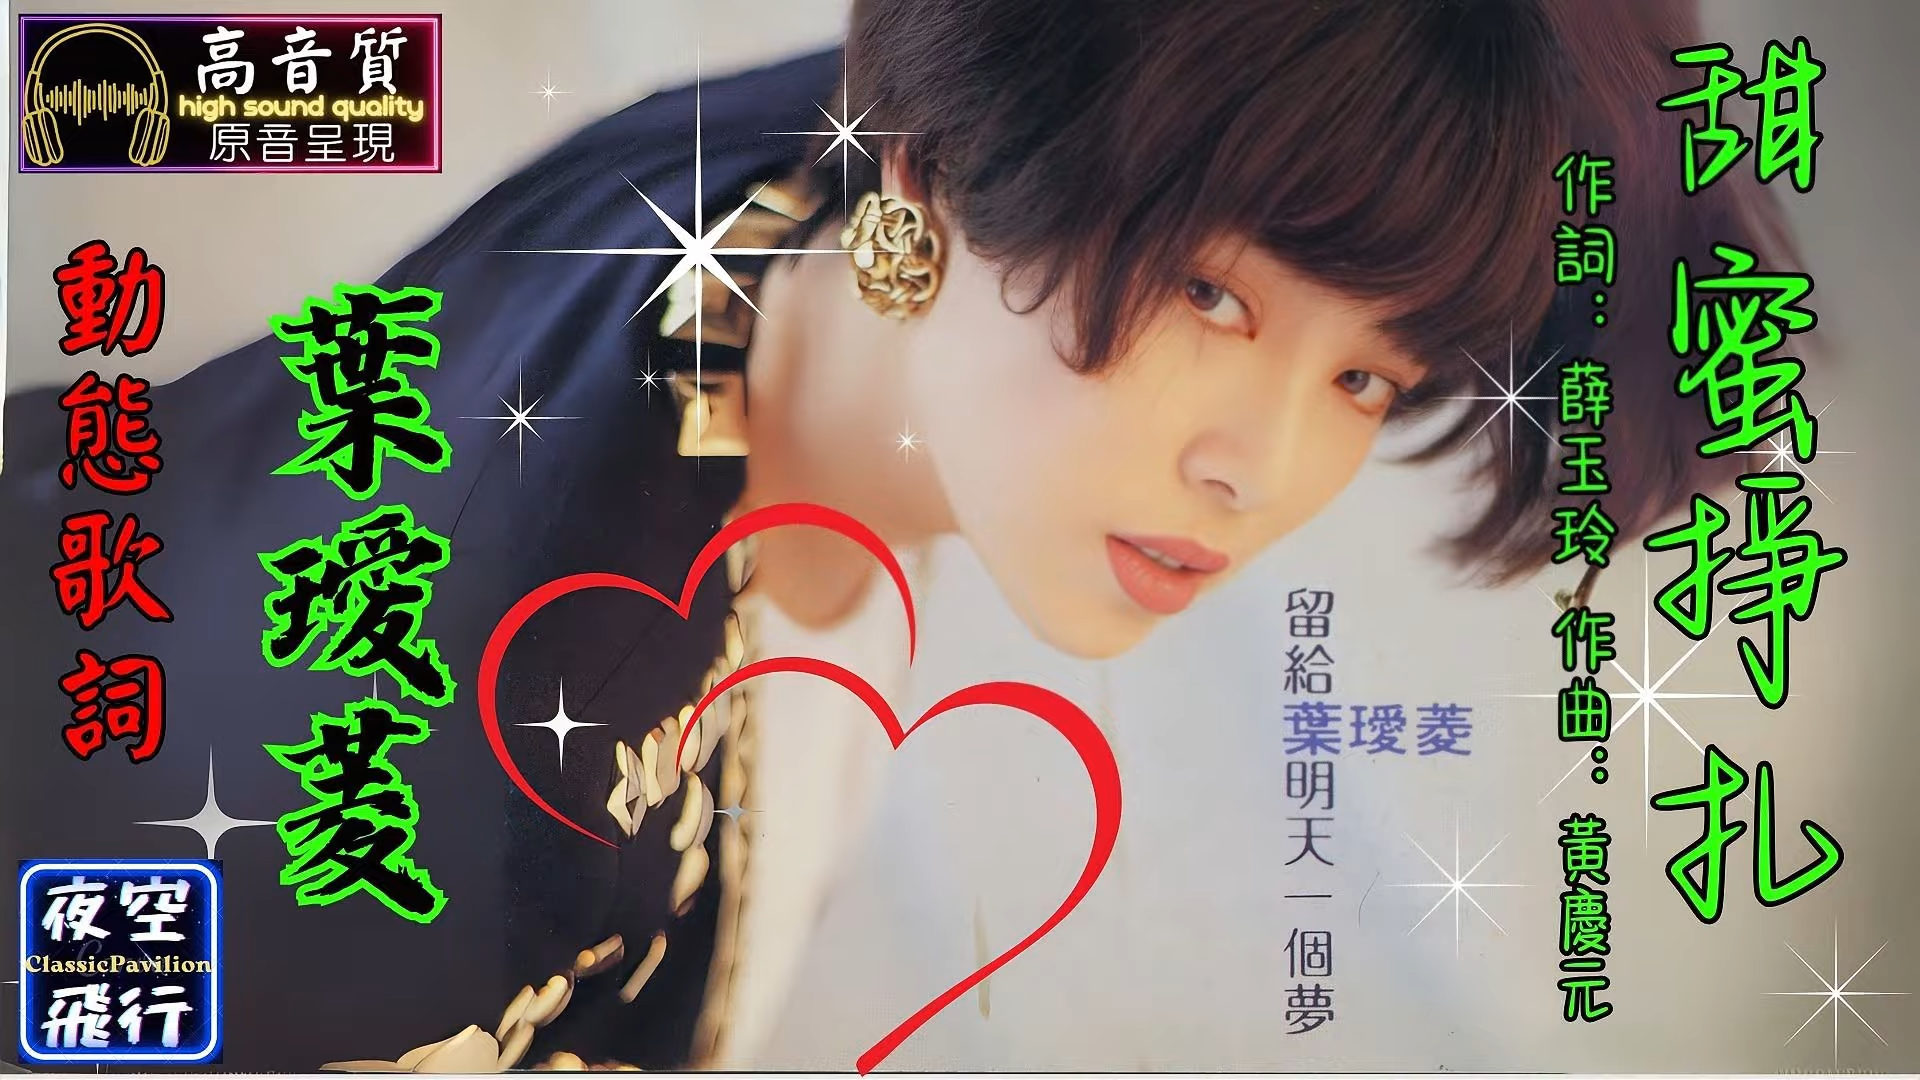 高音質
high sound quality
原音呈現
動態歌詞
葉璦菱
甜蜜掙扎
作詞：薛玉玲 作曲：黃慶元
留給
葉璦菱
明天一個夢
夜空
ClassicPavilion
飛行